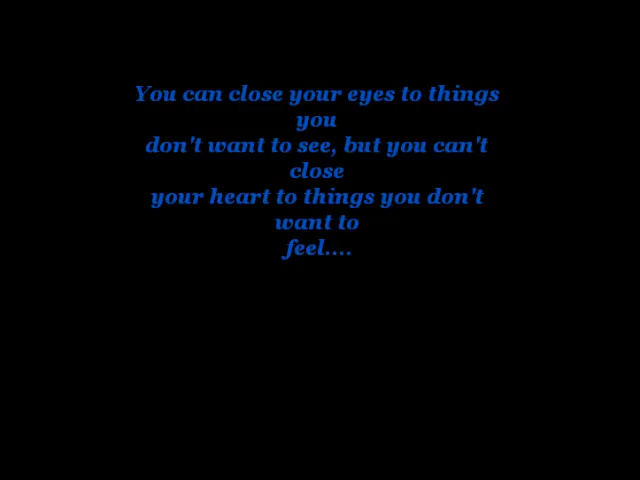 You can close your eyes to things
you
don't want to see, but you can't
close
your heart to things you don't
want to
feel....